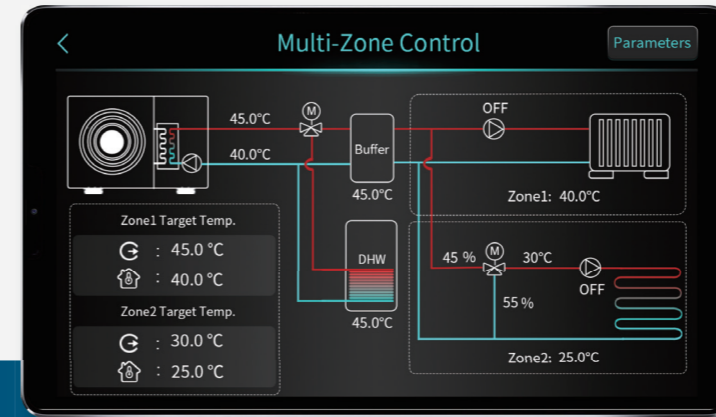 Multi-Zone Control
Parameters
M
OFF
45.0°C
40.0°C
Buffer
45.0°C
Zone1: 40.0°C
Zone1 Target Temp.
: 45.0 °C
: 40.0°C
Zone2 Target Temp.
: 30.0 °C
: 25.0 °C
DHW
45.0°C
M
45 %
30°C
OFF
55 %
Zone2: 25.0°C